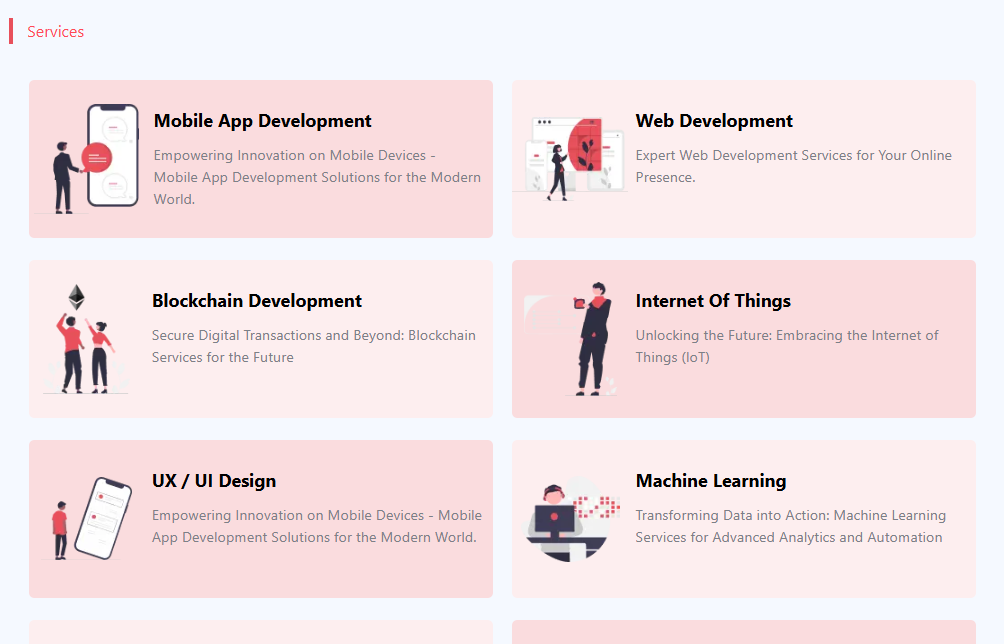 Services
Mobile App Development
Empowering Innovation on Mobile Devices -
Mobile App Development Solutions for the Modern
World.
Web Development
Expert Web Development Services for Your Online
Presence.
Blockchain Development
Secure Digital Transactions and Beyond: Blockchain
Services for the Future
Internet Of Things
Unlocking the Future: Embracing the Internet of
Things (IoT)
UX / UI Design
Empowering Innovation on Mobile Devices - Mobile
App Development Solutions for the Modern World.
Machine Learning
Transforming Data into Action: Machine Learning
Services for Advanced Analytics and Automation